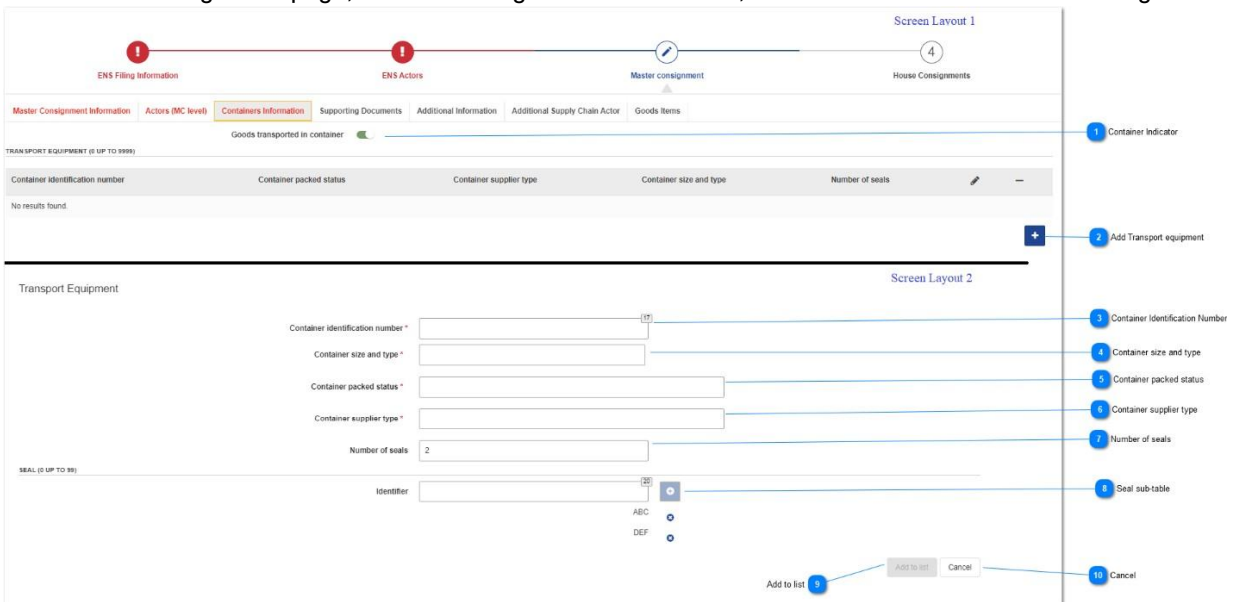 Screen Layout 1
! ! 4
ENS Filing Information ENS Actors Master consignment House Consignments
Master Consignment Information Actors (MC level) Containers Information Supporting Documents Additional Information Additional Supply Chain Actor Goods Items
Goods transported in container
1 Container Indicator
TRANSPORT EQUIPMENT (0 UP TO 9999)
Container identification number Container packed status Container supplier type Container size and type Number of seals
No results found.
2 Add Transport equipment
Screen Layout 2
Transport Equipment
Container identification number * 17
3 Container Identification Number
Container size and type *
4 Container size and type
Container packed status *
5 Container packed status
Container supplier type *
6 Container supplier type
Number of seals 2
7 Number of seals
SEAL (0 UP TO 99)
Identifier 20
8 Seal sub-table
ABC
DEF
Add to list Cancel
Add to list 9
10 Cancel